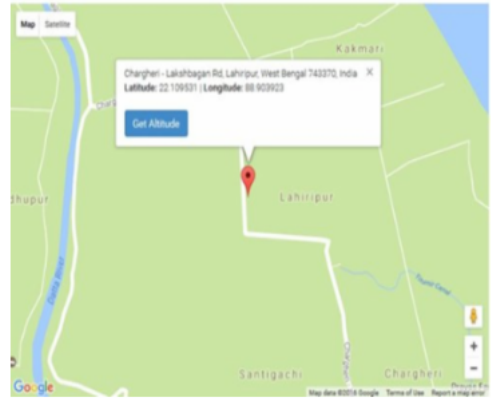 Map Satellite
Kakmari
Chargheri - Lakshbagan Rd, Lahiripur, West Bengal 743370, India ×
Latitude: 22.109531 | Longitude: 88.903923
Get Altitude
dhupur
Lahiripur
Santigachi
Chargheri
+
-
Google
Map data ©2016 Google Terms of Use Report a map error